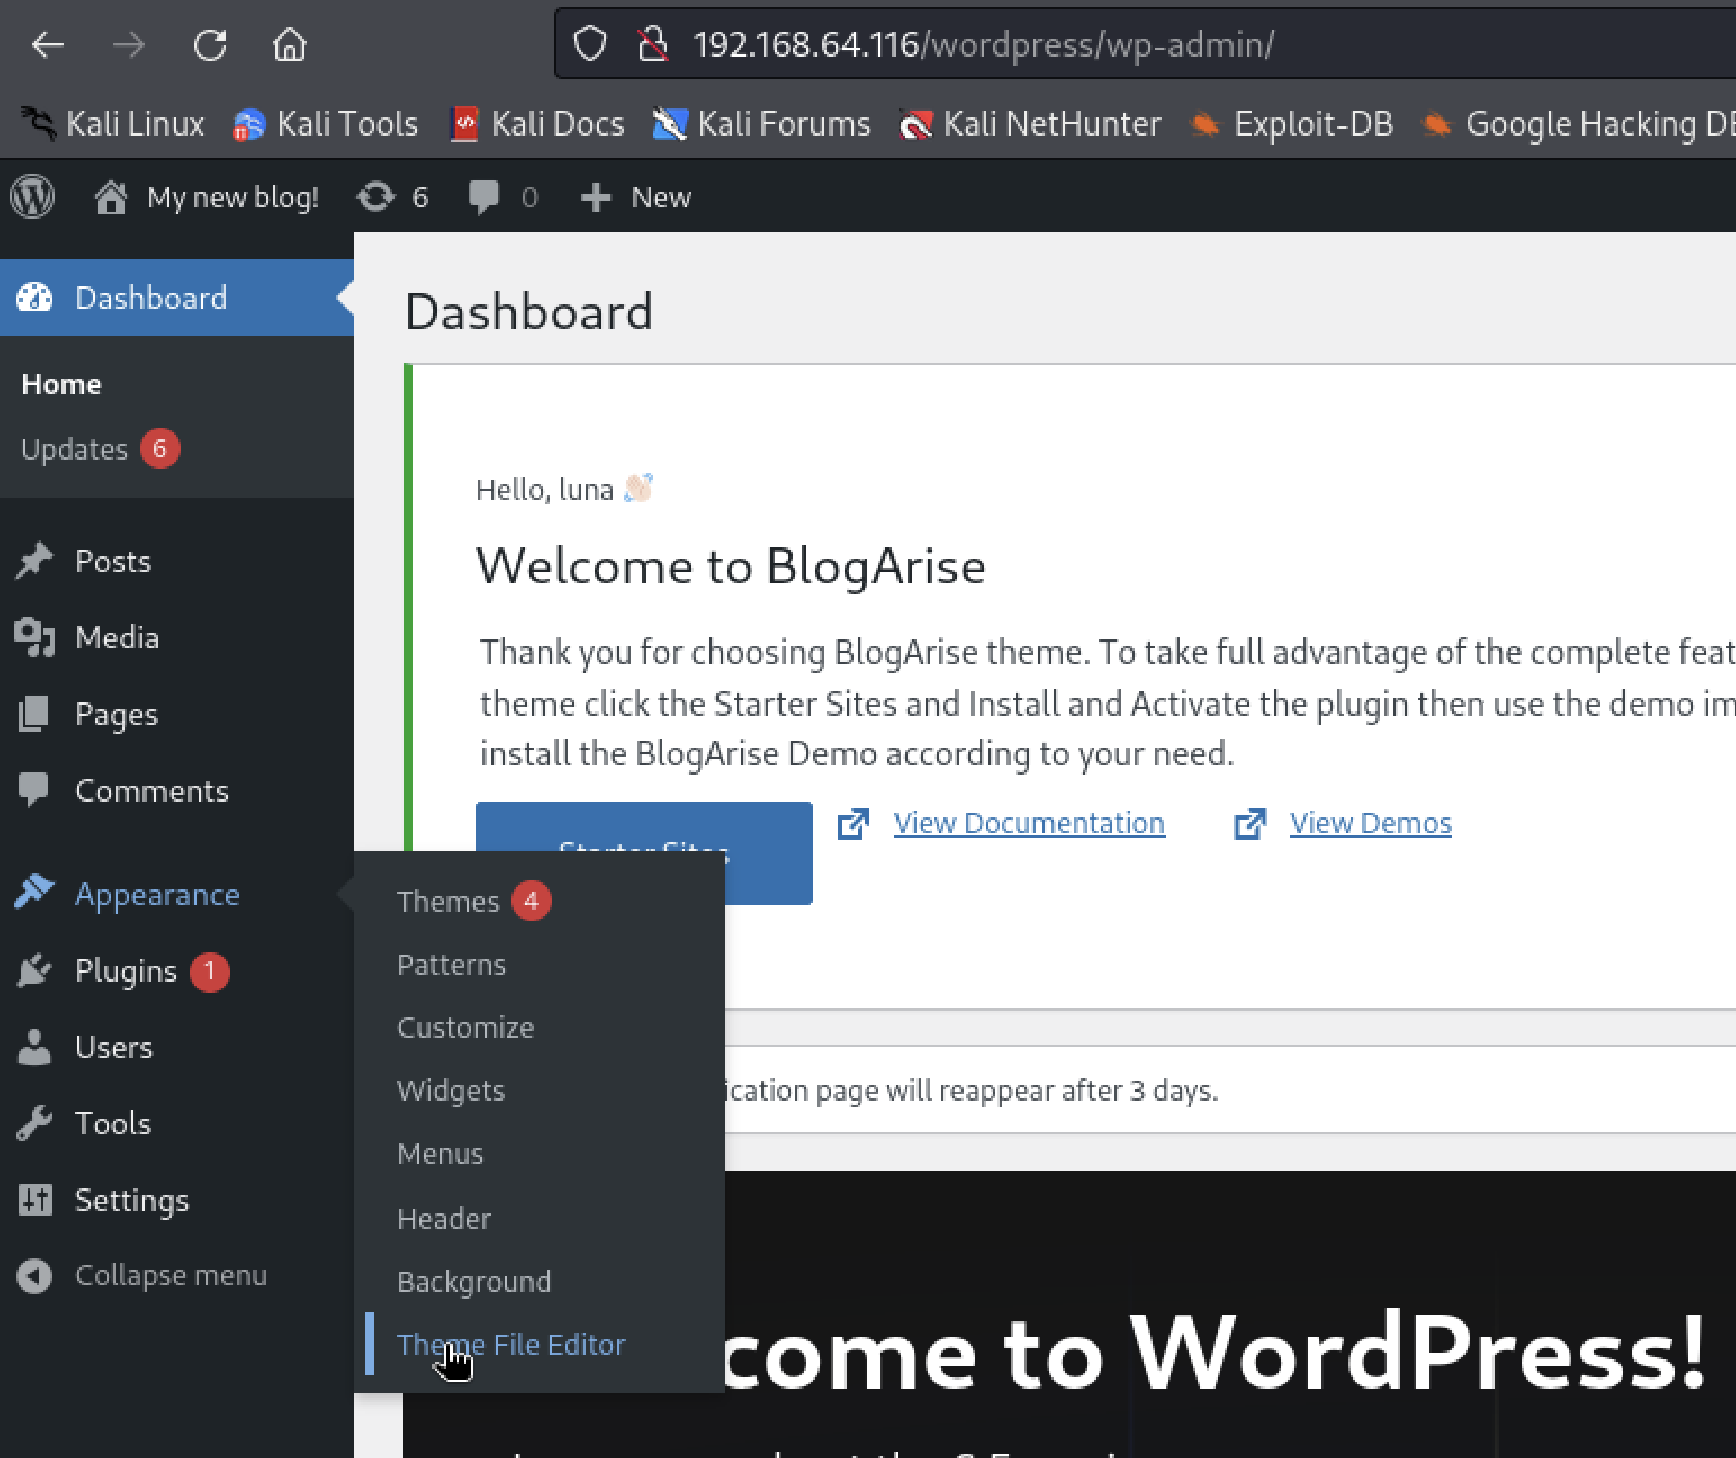 192.168.64.116/wordpress/wp-admin/
Kali Linux Kali Tools Kali Docs Kali Forums Kali NetHunter Exploit-DB Google Hacking
My new blog! 6 0 New
Dashboard
Home
Updates 6
Posts
Media
Pages
Comments
Appearance
Plugins 1
Users
Tools
Settings
Collapse menu
Dashboard
Hello, luna
Welcome to BlogArise
Thank you for choosing BlogArise theme. To take full advantage of the complete
theme click the Starter Sites and Install and Activate the plugin then use the demo
install the BlogArise Demo according to your need.
Starter Sites View Documentation View Demos
Themes 4
Patterns
Customize
Widgets
Menus
Header
Background
Theme File Editor
page will reappear after 3 days.
come to WordPress!